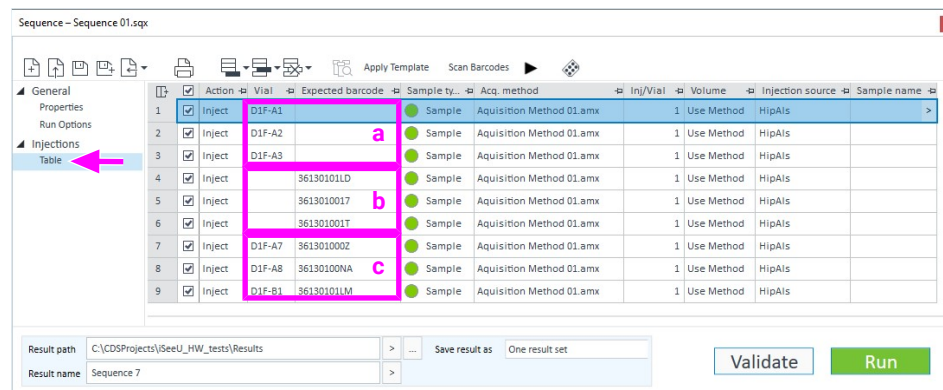 Sequence – Sequence 01.sqx
Apply Template Scan Barcodes
General
Properties
Run Options
Injections
Table
Action Vial Expected barcode Sample ty... Acq. method Inj/Vial Volume Injection source Sample name
1 Inject D1F-A1 Sample Aquisition Method 01.amx 1 Use Method HipAls >
2 Inject D1F-A2 a Sample Aquisition Method 01.amx 1 Use Method HipAls
3 Inject D1F-A3 Sample Aquisition Method 01.amx 1 Use Method HipAls
4 Inject 36130101LD Sample Aquisition Method 01.amx 1 Use Method HipAls
5 Inject 3613010017 b Sample Aquisition Method 01.amx 1 Use Method HipAls
6 Inject 361301001T Sample Aquisition Method 01.amx 1 Use Method HipAls
7 Inject D1F-A7 361301000Z Sample Aquisition Method 01.amx 1 Use Method HipAls
8 Inject D1F-A8 36130100NA c Sample Aquisition Method 01.amx 1 Use Method HipAls
9 Inject D1F-B1 36130101LM Sample Aquisition Method 01.amx 1 Use Method HipAls
Result path C:\CDSProjects\iSeeU_HW_tests\Results > ... Save result as One result set
Result name Sequence 7 >
Validate Run